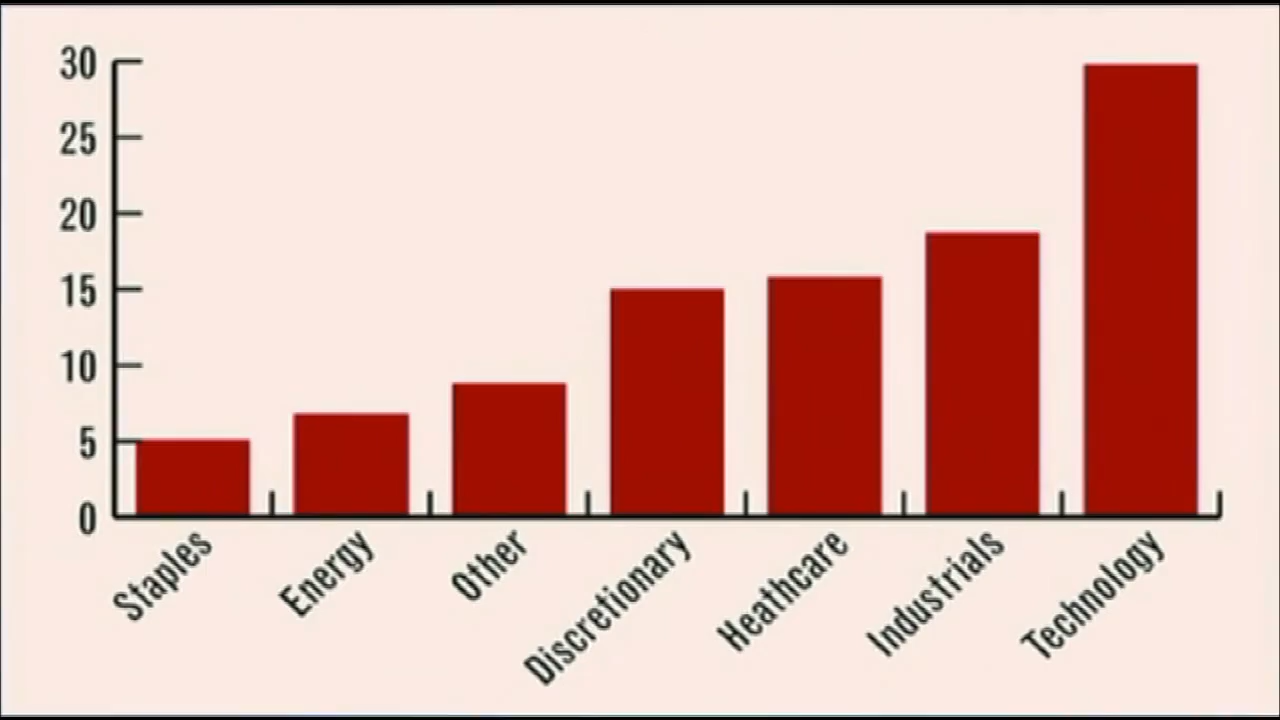 30
25
20
15
10
5
0
Staples
Energy
Other
Discretionary
Heathcare
Industrials
Technology